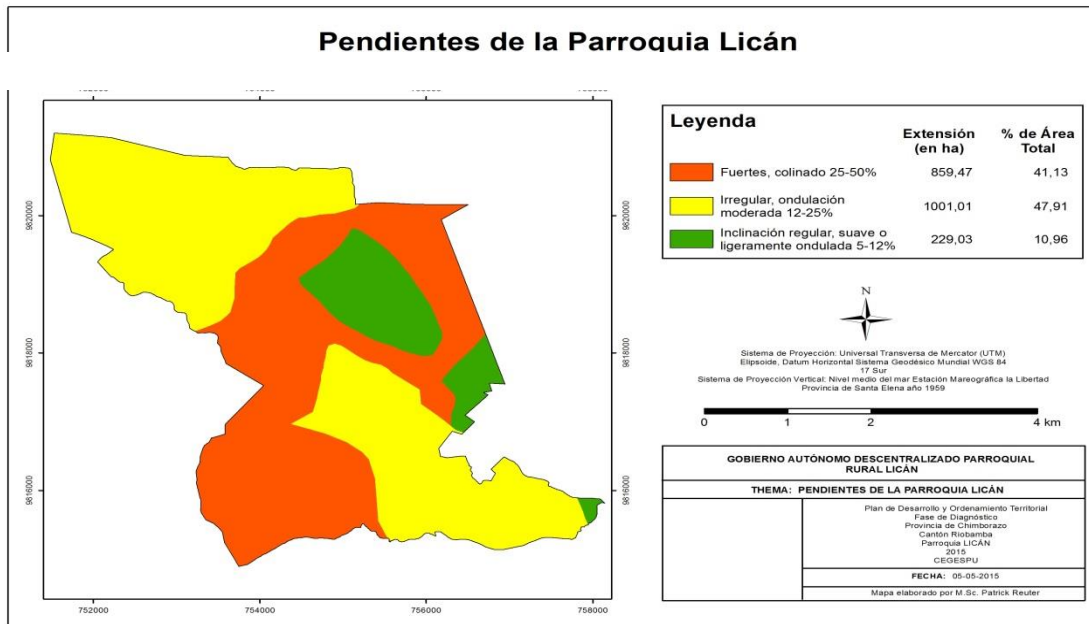 Pendientes de la Parroquia Licán
Leyenda
Extensión
(en ha)
% de Área
Total
Fuertes, colinado 25-50% 859,47 41,13
Irregular, ondulación
moderada 12-25% 1001,01 47,91
Inclinación regular, suave o
ligeramente ondulada 5-12% 229,03 10,96
9820000
9820000
N
9818000
9818000
Sistema de Proyección: Universal Transversa de Mercator (UTM)
Elipsoide, Datum Horizontal Sistema Geodésico Mundial WGS 84
17 Sur
Sistema de Proyección Vertical: Nivel medio del mar Estación Mareográfica la Libertad
Provincia de Santa Elena año 1959
0 1 2 4 km
9816000
9816000
GOBIERNO AUTÓNOMO DESCENTRALIZADO PARROQUIAL
RURAL LICÁN
THEMA: PENDIENTES DE LA PARROQUIA LICÁN
Plan de Desarrollo y Ordenamiento Territorial
Fase de Diagnóstico
Provincia de Chimborazo
Cantón Riobamba
Parroquia LICÁN
2015
CEGESPU
FECHA: 05-05-2015
Mapa elaborado por M.Sc. Patrick Reuter
752000 754000 756000 758000